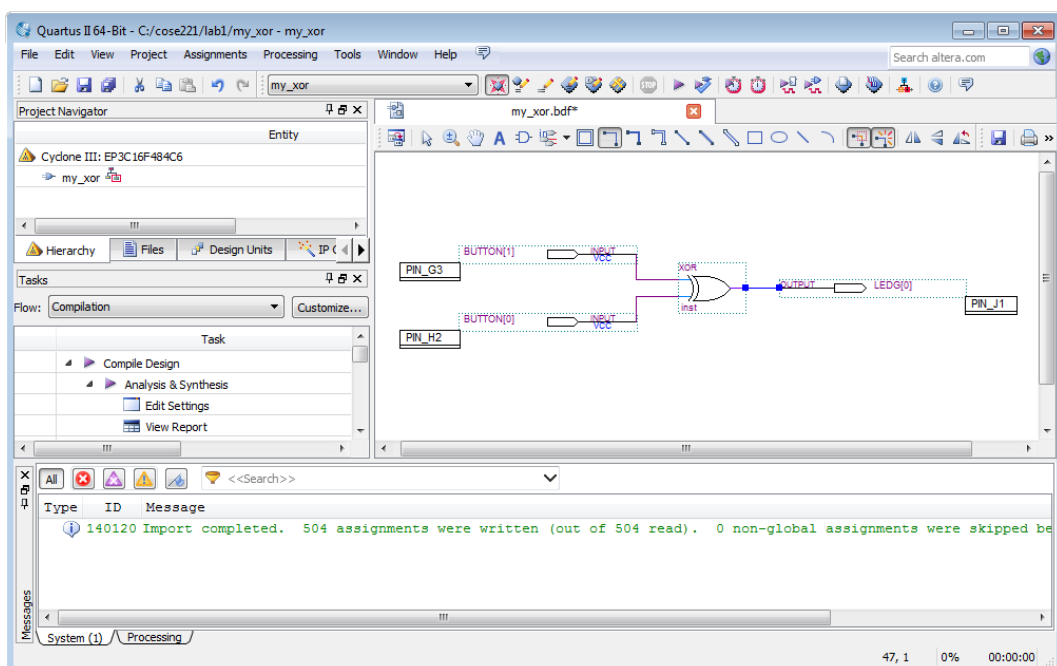 Quartus II 64-Bit - C:/cose221/lab1/my_xor - my_xor
File Edit View Project Assignments Processing Tools Window Help
Search altera.com
my_xor
Project Navigator
my_xor.bdf*
Entity
Cyclone III: EP3C16F484C6
my_xor
Hierarchy Files Design Units IP
Tasks
Flow: Compilation Customize...
Task
Compile Design
Analysis & Synthesis
Edit Settings
View Report
BUTTON[1] INPUT
VCC
PIN_G3
XOR
inst
BUTTON[0] INPUT
VCC
PIN_H2
OUTPUT LEDG[0]
PIN_J1
All <<Search>>
Type ID Message
140120 Import completed. 504 assignments were written (out of 504 read). 0 non-global assignments were skipped be
Messages
System (1) Processing
47, 1 0% 00:00:00